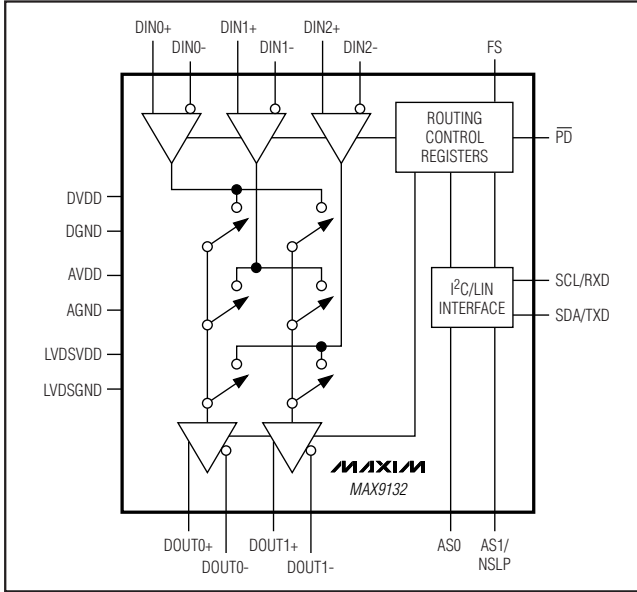 DIN0+ DIN1+ DIN2+
DIN0- DIN1- DIN2- FS
ROUTING
CONTROL
REGISTERS
PD
DVDD
DGND
AVDD
AGND
LVDSVDD
LVDSGND
I²C/LIN
INTERFACE
SCL/RXD
SDA/TXD
MAXIM
MAX9132
DOUT0+ DOUT1+ AS0 AS1/
DOUT0- DOUT1- NSLP